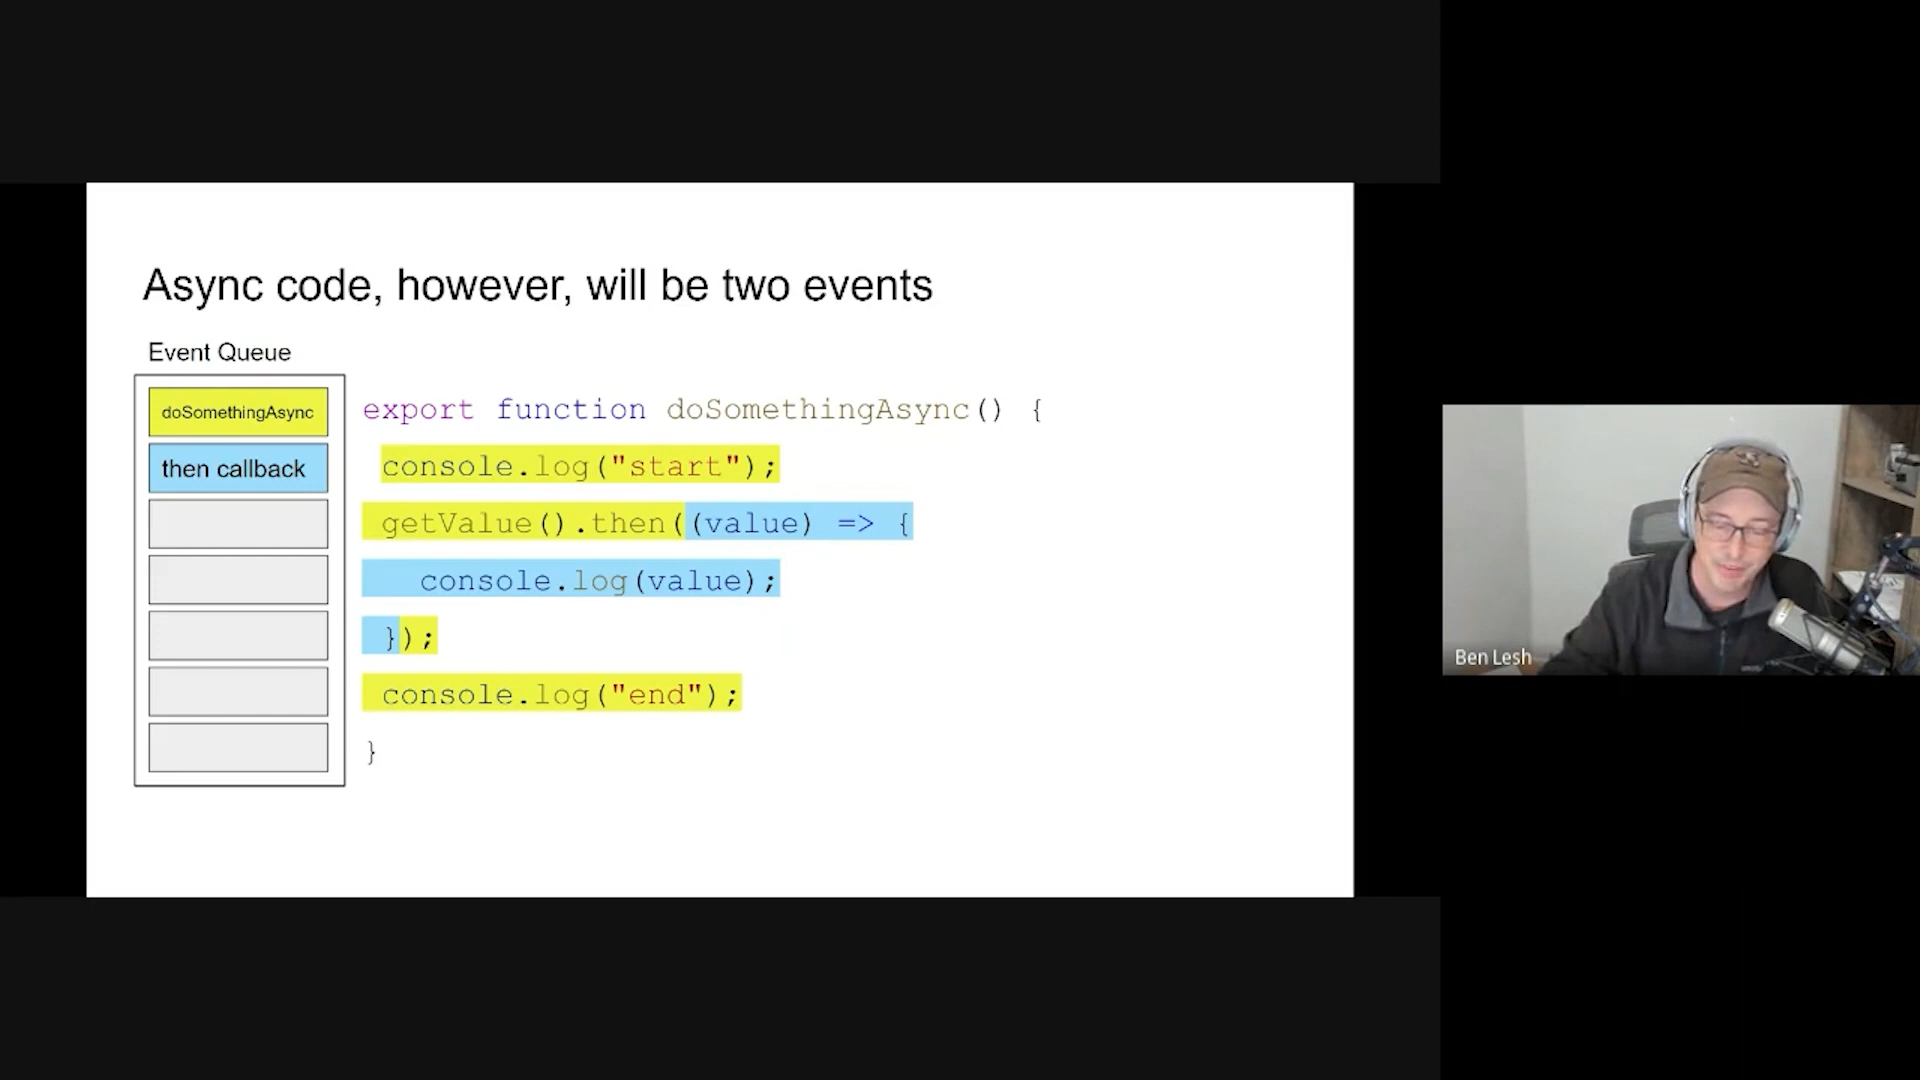 Async code, however, will be two events
Event Queue
doSomethingAsync
then callback
export function doSomethingAsync() {
console.log("start");
getValue().then((value) => {
console.log(value);
});
console.log("end");
}
Ben Lesh